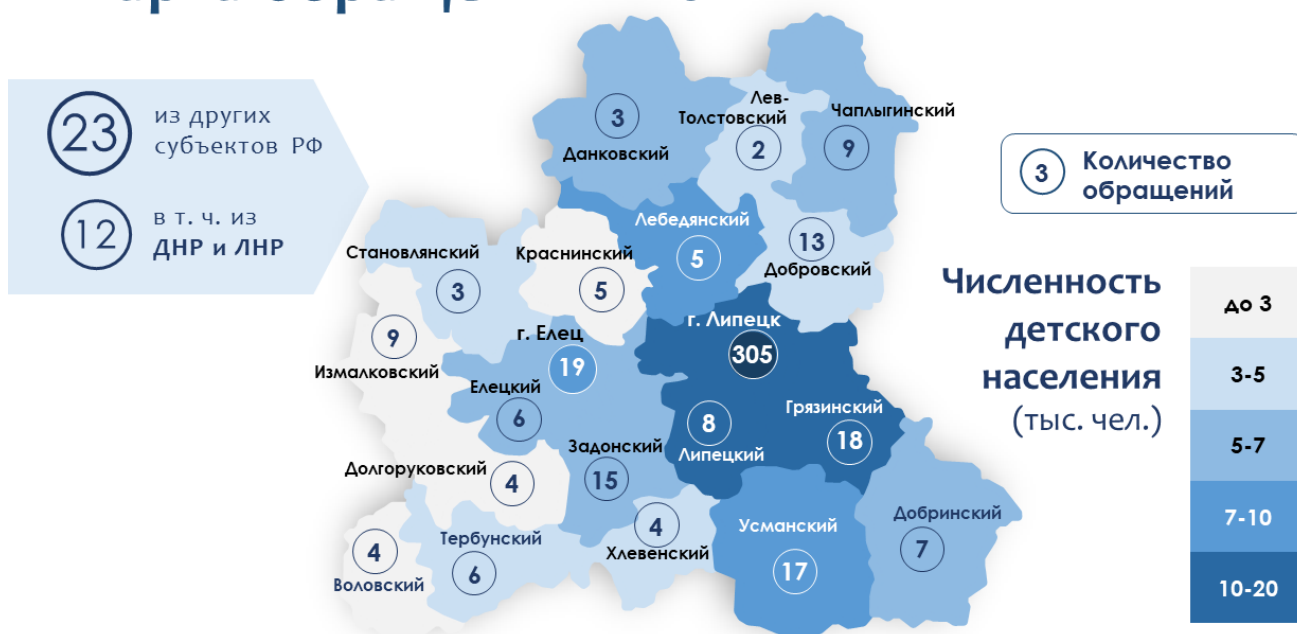 23
из других
субъектов РФ
12
в т. ч. из
ДНР и ЛНР
3
Данковский
Лев-
Толстовский
2
Чаплыгинский
9
3
Количество
обращений
Лебедянский
5
13
Добровский
Становлянский
3
Краснинский
5
9
Измалковский
г. Елец
19
Елецкий
6
г. Липецк
305
8
Липецкий
Грязинский
18
Задонский
15
Долгоруковский
4
4
Воловский
Тербунский
6
4
Хлевенский
Усманский
17
Добринский
7
Численность
детского
населения
(тыс. чел.)
до 3
3-5
5-7
7-10
10-20